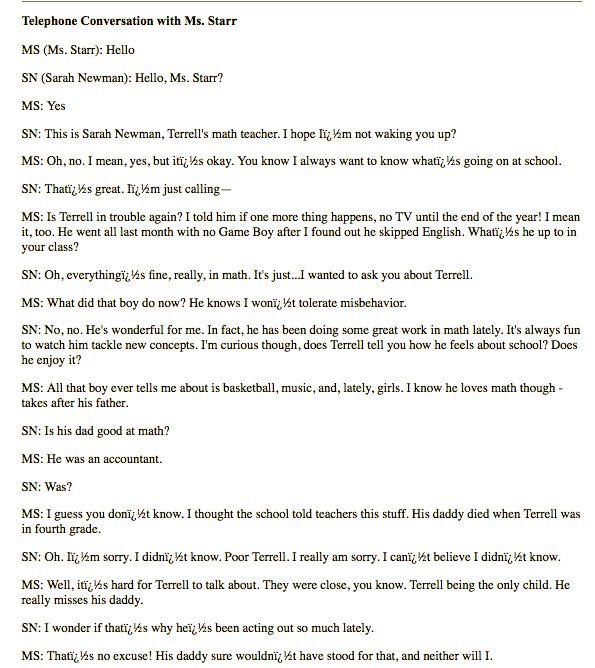 Telephone Conversation with Ms. Starr
MS (Ms. Starr): Hello
SN (Sarah Newman): Hello, Ms. Starr?
MS: Yes
SN: This is Sarah Newman, Terrell's math teacher. I hope Iï¿½m not waking you up?
MS: Oh, no. I mean, yes, but itï¿½s okay. You know I always want to know whatï¿½s going on at school.
SN: Thatï¿½s great. Iï¿½m just calling—
MS: Is Terrell in trouble again? I told him if one more thing happens, no TV until the end of the year! I mean
it, too. He went all last month with no Game Boy after I found out he skipped English. Whatï¿½s he up to in
your class?
SN: Oh, everythingï¿½s fine, really, in math. It's just...I wanted to ask you about Terrell.
MS: What did that boy do now? He knows I wonï¿½t tolerate misbehavior.
SN: No, no. He's wonderful for me. In fact, he has been doing some great work in math lately. It's always fun
to watch him tackle new concepts. I'm curious though, does Terrell tell you how he feels about school? Does
he enjoy it?
MS: All that boy ever tells me about is basketball, music, and, lately, girls. I know he loves math though -
takes after his father.
SN: Is his dad good at math?
MS: He was an accountant.
SN: Was?
MS: I guess you donï¿½t know. I thought the school told teachers this stuff. His daddy died when Terrell was
in fourth grade.
SN: Oh. Iï¿½m sorry. I didnï¿½t know. Poor Terrell. I really am sorry. I canï¿½t believe I didnï¿½t know.
MS: Well, itï¿½s hard for Terrell to talk about. They were close, you know. Terrell being the only child. He
really misses his daddy.
SN: I wonder if thatï¿½s why heï¿½s been acting out so much lately.
MS: Thatï¿½s no excuse! His daddy sure wouldnï¿½t have stood for that, and neither will I.